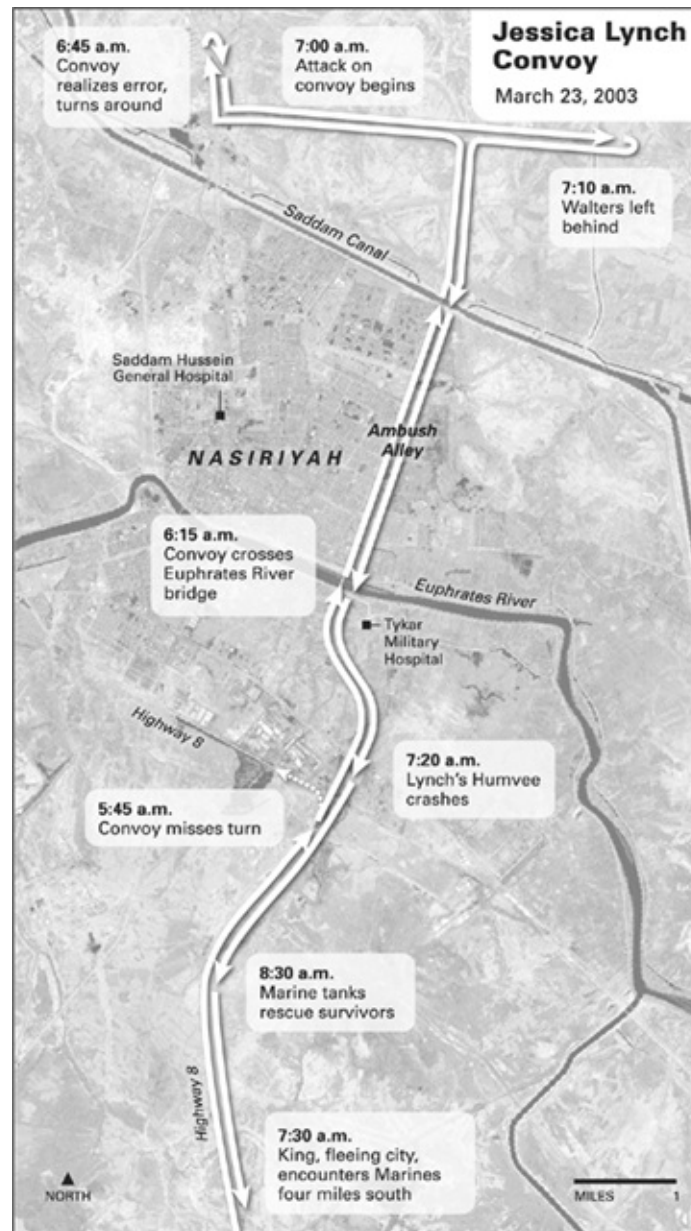 Jessica Lynch
Convoy
March 23, 2003
6:45 a.m.
Convoy
realizes error,
turns around
7:00 a.m.
Attack on
convoy begins
7:10 a.m.
Walters left
behind
Saddam Canal
Saddam Hussein
General Hospital
NASIRIYAH
Ambush
Alley
6:15 a.m.
Convoy crosses
Euphrates River
bridge
Euphrates River
Tykar
Military
Hospital
Highway 8
7:20 a.m.
Lynch's Humvee
crashes
5:45 a.m.
Convoy misses turn
8:30 a.m.
Marine tanks
rescue survivors
Highway 8
7:30 a.m.
King, fleeing city,
encounters Marines
four miles south
NORTH
MILES 1